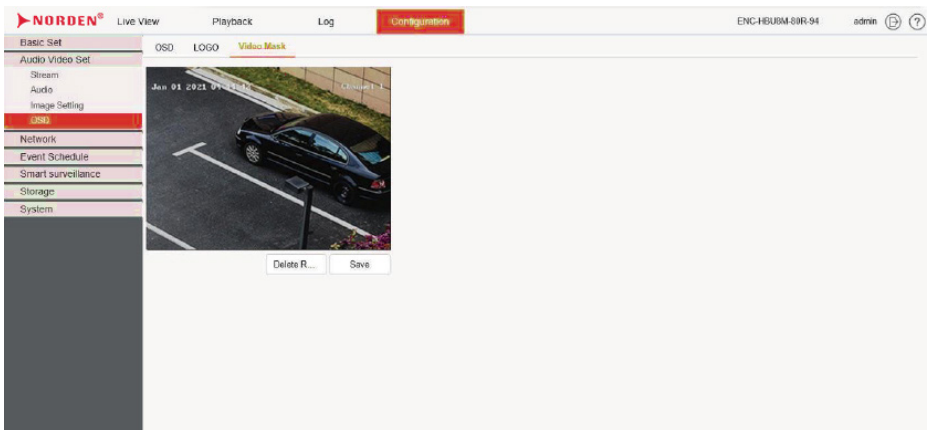 NORDEN® Live View Playback Log Configuration ENC-HBU8M-80R-94 admin ?
Basic Set
OSD LOGO Video Mask
Audio Video Set
Stream
Audio
Image Setting
OSD
Network
Event Schedule
Smart surveillance
Storage
System
Jan 01 2021
Channel 1
Delete R... Save